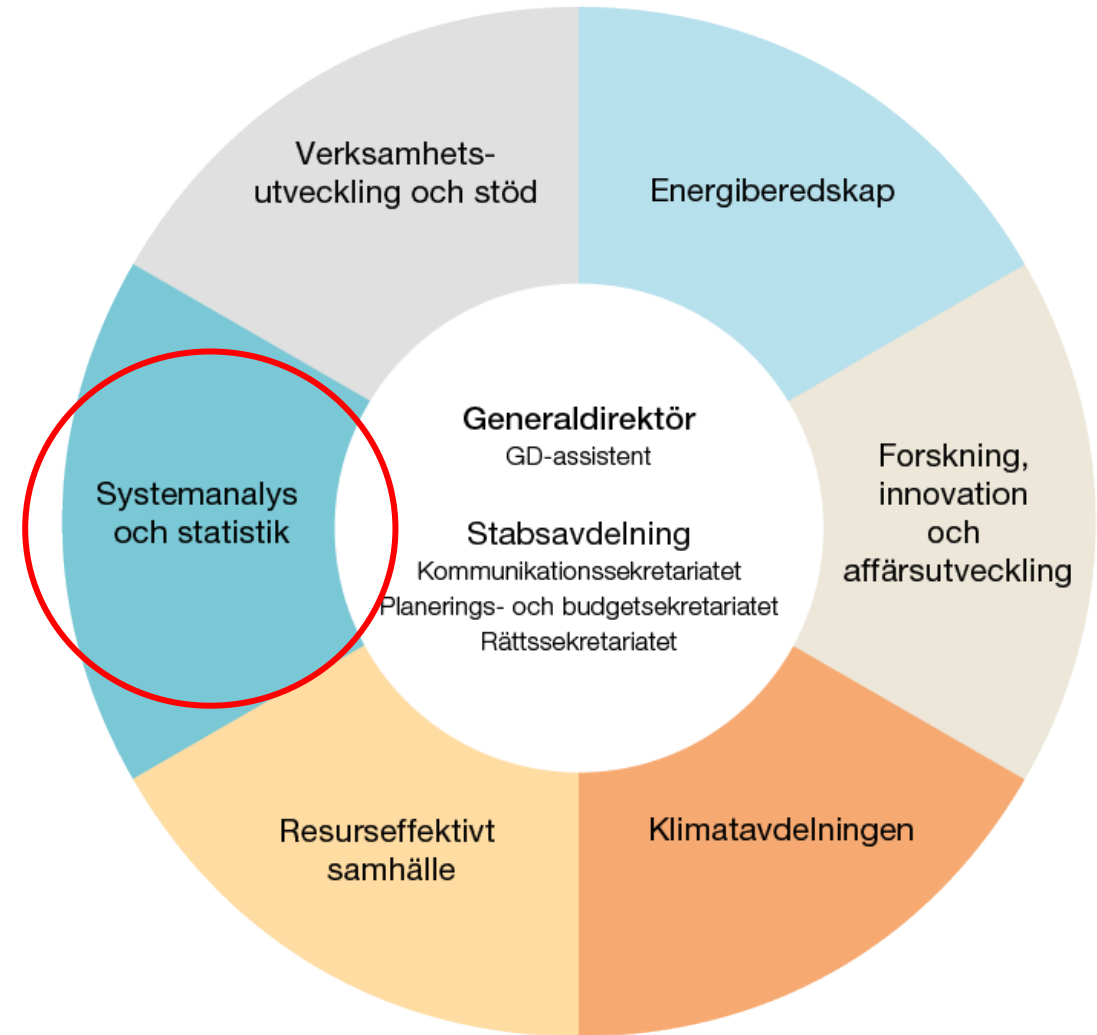 Verksamhets-
utveckling och stöd
Energiberedskap
Systemanalys
och statistik
Generaldirektör
GD-assistent
Stabsavdelning
Kommunikationssekretariatet
Planerings- och budgetsekretariatet
Rättssekretariatet
Forskning,
innovation
och
affärsutveckling
Resurseffektivt
samhälle
Klimatavdelningen